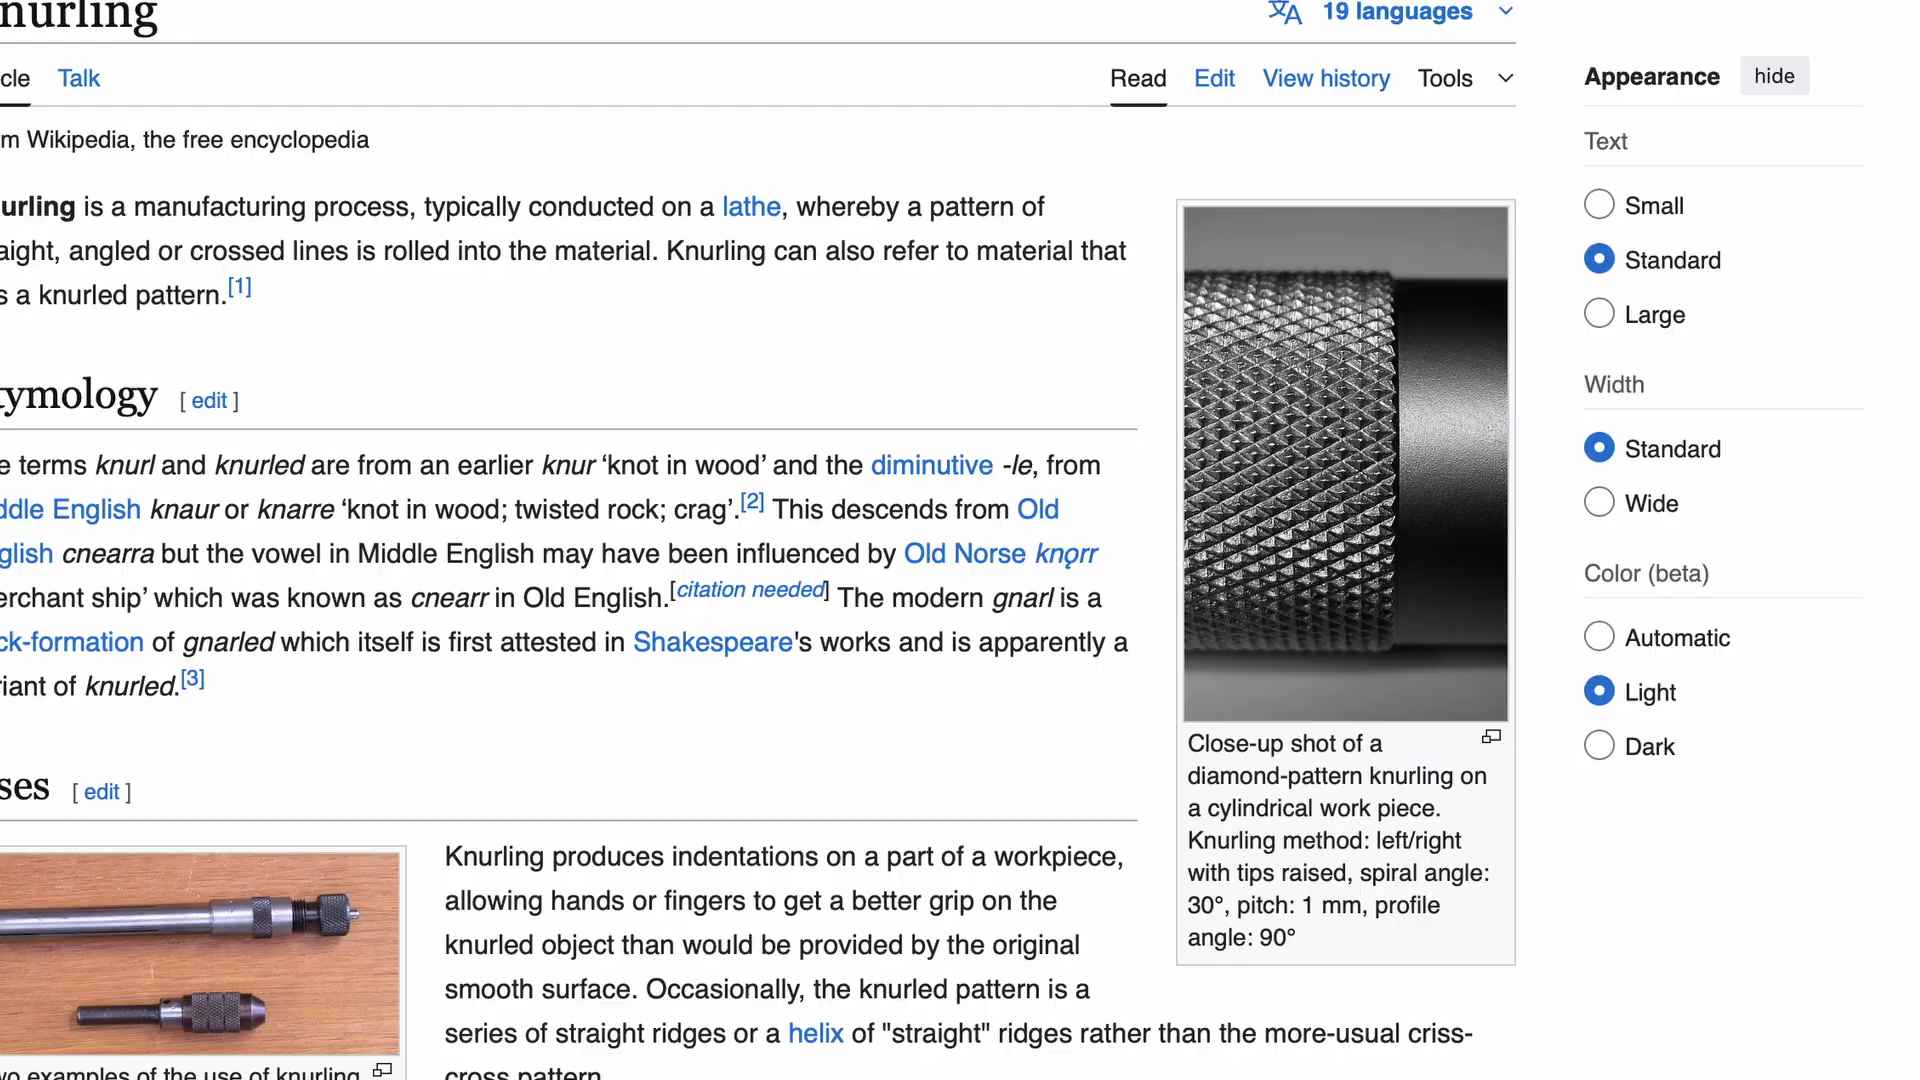 nurling
19 languages
cle Talk Read Edit View history Tools
m Wikipedia, the free encyclopedia
urling is a manufacturing process, typically conducted on a lathe, whereby a pattern of
aight, angled or crossed lines is rolled into the material. Knurling can also refer to material that
s a knurled pattern.[1]
tymology [ edit ]
e terms knurl and knurled are from an earlier knur ‘knot in wood’ and the diminutive -le, from
ddle English knaur or knarre ‘knot in wood; twisted rock; crag’.[2] This descends from Old
glish cnearra but the vowel in Middle English may have been influenced by Old Norse knǫrr
erchant ship’ which was known as cnearr in Old English.[citation needed] The modern gnarl is a
ck-formation of gnarled which itself is first attested in Shakespeare's works and is apparently a
riant of knurled.[3]
ses [ edit ]
Knurling produces indentations on a part of a workpiece,
allowing hands or fingers to get a better grip on the
knurled object than would be provided by the original
smooth surface. Occasionally, the knurled pattern is a
series of straight ridges or a helix of "straight" ridges rather than the more-usual criss-
cross pattern.
wo examples of the use of knurling
Close-up shot of a
diamond-pattern knurling on
a cylindrical work piece.
Knurling method: left/right
with tips raised, spiral angle:
30°, pitch: 1 mm, profile
angle: 90°
Appearance hide
Text
Small
Standard
Large
Width
Standard
Wide
Color (beta)
Automatic
Light
Dark